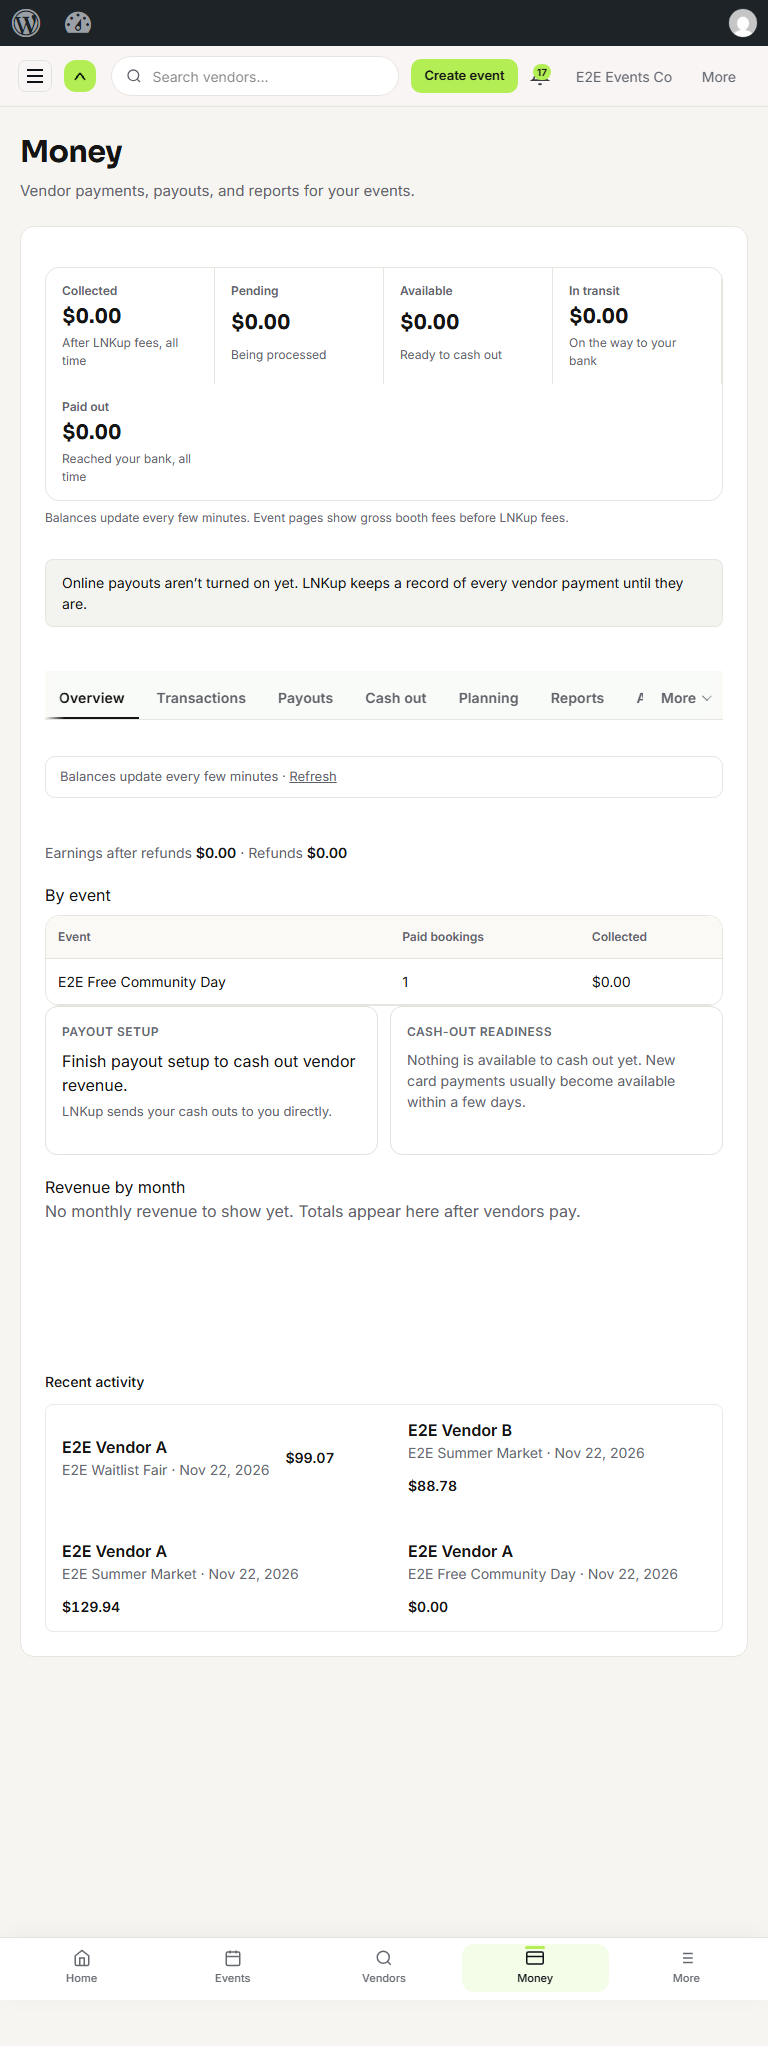 Search vendors...
Create event
17
E2E Events Co
More
Money
Vendor payments, payouts, and reports for your events.
Collected
$0.00
After LNKup fees, all
time
Pending
$0.00
Being processed
Available
$0.00
Ready to cash out
In transit
$0.00
On the way to your
bank
Paid out
$0.00
Reached your bank, all
time
Balances update every few minutes. Event pages show gross booth fees before LNKup fees.
Online payouts aren’t turned on yet. LNKup keeps a record of every vendor payment until they
are.
Overview Transactions Payouts Cash out Planning Reports More
Balances update every few minutes · Refresh
Earnings after refunds $0.00 · Refunds $0.00
By event
Event Paid bookings Collected
E2E Free Community Day 1 $0.00
PAYOUT SETUP
Finish payout setup to cash out vendor
revenue.
LNKup sends your cash outs to you directly.
CASH-OUT READINESS
Nothing is available to cash out yet. New
card payments usually become available
within a few days.
Revenue by month
No monthly revenue to show yet. Totals appear here after vendors pay.
Recent activity
E2E Vendor A
E2E Waitlist Fair · Nov 22, 2026
$99.07
E2E Vendor B
E2E Summer Market · Nov 22, 2026
$88.78
E2E Vendor A
E2E Summer Market · Nov 22, 2026
$129.94
E2E Vendor A
E2E Free Community Day · Nov 22, 2026
$0.00
Home Events Vendors Money More